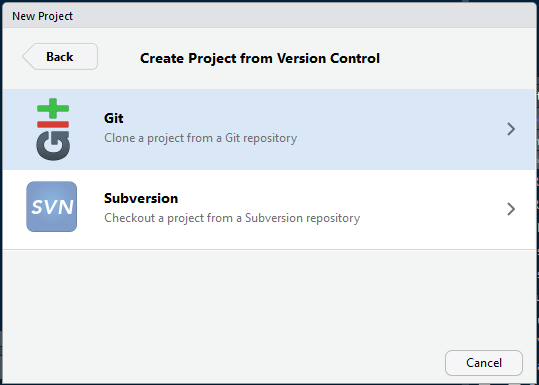 New Project
Back
Create Project from Version Control
git
Git
Clone a project from a Git repository
SVN
Subversion
Checkout a project from a Subversion repository
Cancel